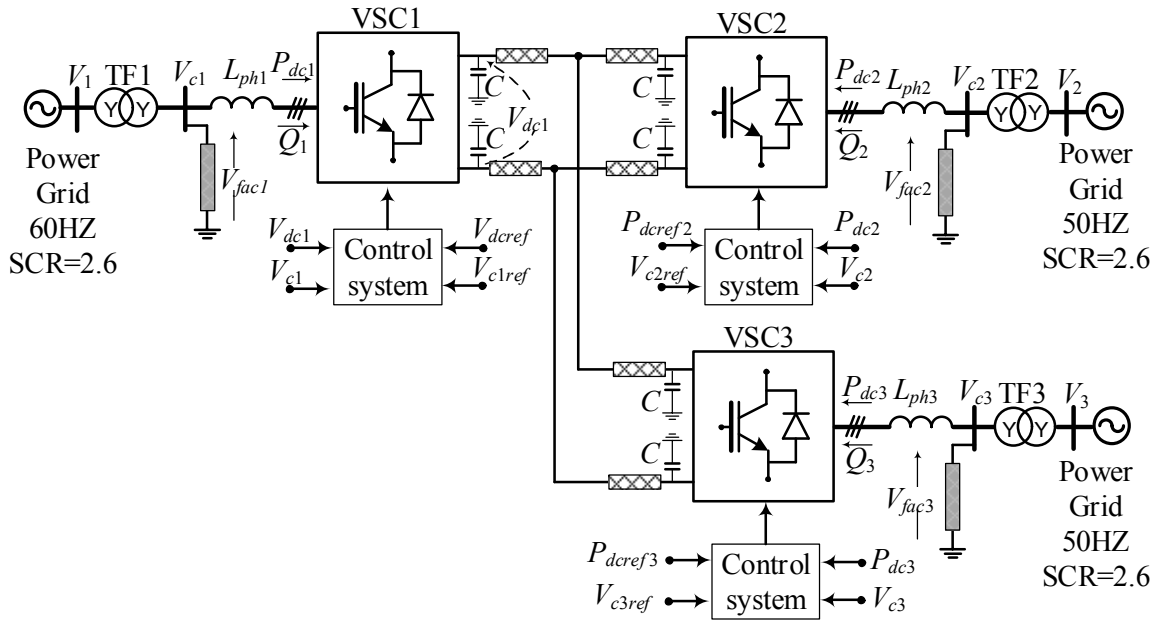 VSC1
VSC2
V1 TF1 Vc1 Lph1 Pdc1
Pdc2 Lph2 Vc2 TF2 V2
Y Y
Y Y
C
C
Vdc1
C
C
Q1
Q2
Vfac1
Vfac2
Power
Grid
60HZ
SCR=2.6
Power
Grid
50HZ
SCR=2.6
Vdc1
Vc1
Control
system
Vdcref
Vc1ref
Pdcref2
Vc2ref
Control
system
Pdc2
Vc2
VSC3
C
C
Pdc3 Lph3 Vc3 TF3 V3
Y Y
Q3
Vfac3
Power
Grid
50HZ
SCR=2.6
Pdcref3
Vc3ref
Control
system
Pdc3
Vc3